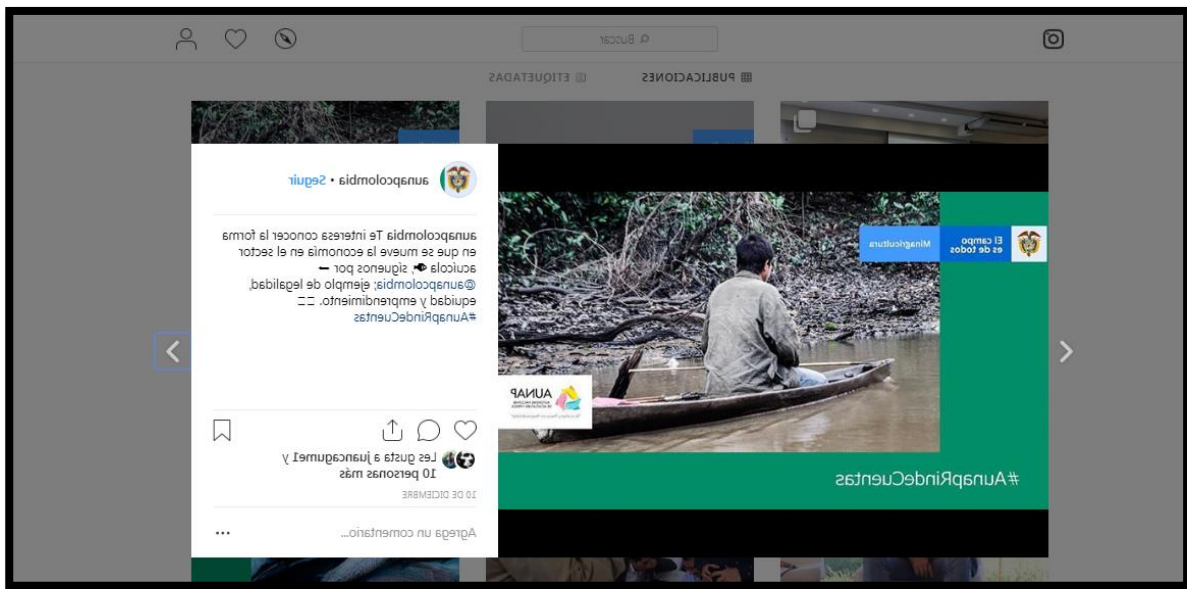 Buscar
PUBLICACIONES
ETIQUETADAS
El campo
es de todos
Minagricultura
AUNAP
#AunapRindeCuentas
aunapcolombia • Seguir
aunapcolombia Te interesa conocer la forma
en que se mueve la economía en el sector
acuícola, síguenos por
@aunapcolombia; ejemplo de legalidad,
equidad y emprendimiento.
#AunapRindeCuentas
Les gusta a juancagume1 y
10 personas más
10 DE DICIEMBRE
Agrega un comentario...